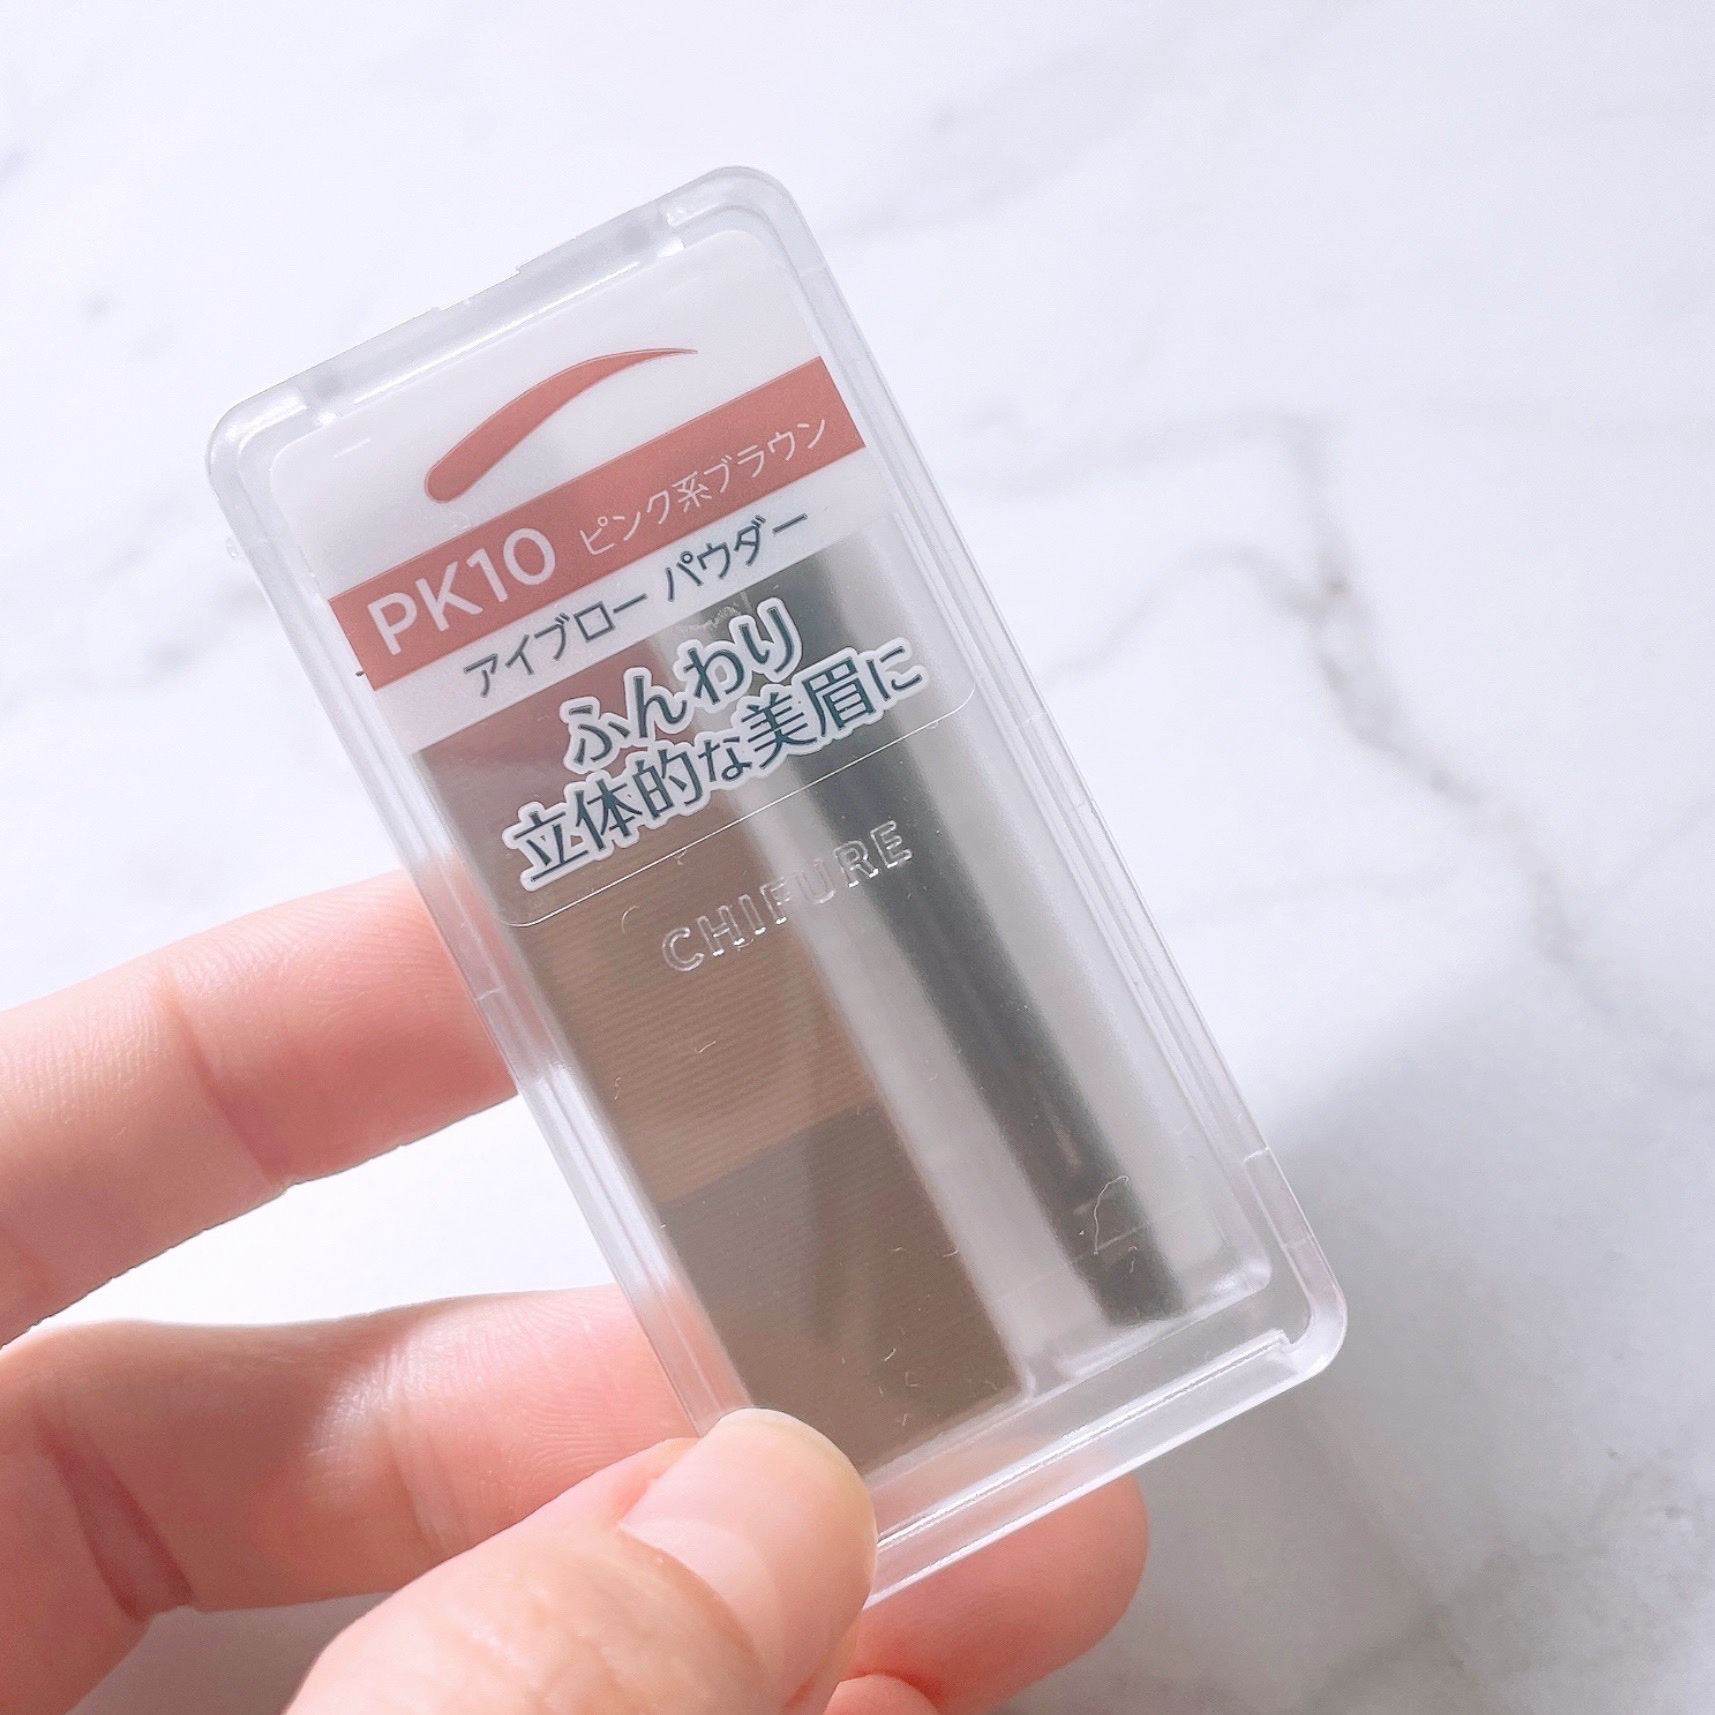 PK10 ピンク系ブラウン
アイブロー パウダー
ふんわり
立体的な美眉に
CHIFURE